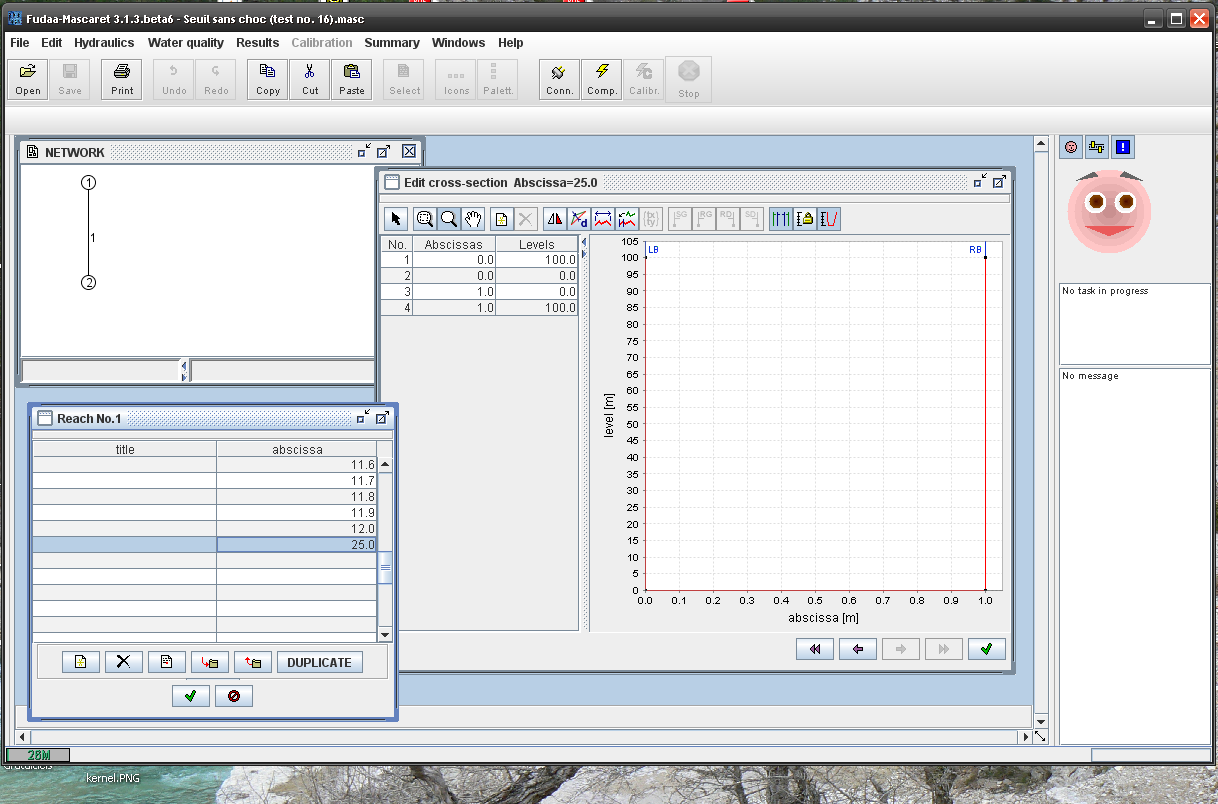 Fudaa-Mascaret 3.1.3.beta6 - Seuil sans choc (test no. 16).masc
File Edit Hydraulics Water quality Results Calibration Summary Windows Help
Open Save Print Undo Redo Copy Cut Paste Select Icons Palett. Conn. Comp. Calibr. Stop
NETWORK
1
1
2
Edit cross-section Abscissa=25.0
SG RG RD SD
No. Abscissas Levels
1 0.0 100.0
2 0.0 0.0
3 1.0 0.0
4 1.0 100.0
LB RB
105
100
95
90
85
80
75
70
65
60
55
50
45
40
35
30
25
20
15
10
5
0
level [m]
0.0 0.1 0.2 0.3 0.4 0.5 0.6 0.7 0.8 0.9 1.0
abscissa [m]
Reach No.1
title abscissa
11.6
11.7
11.8
11.9
12.0
25.0
DUPLICATE
No task in progress
No message
26M
kernel.PNG